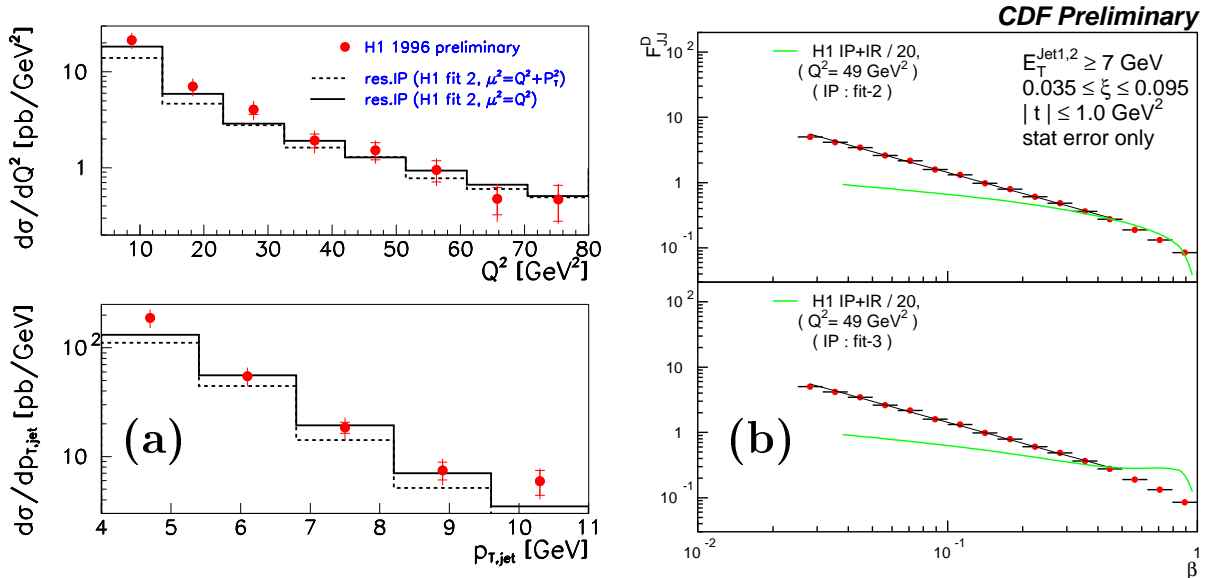 H1 1996 preliminary
res.IP (H1 fit 2, μ²=Q²+P_T²)
res.IP (H1 fit 2, μ²=Q²)
dσ/dQ² [pb/GeV²]
10
1
0 10 20 30 40 50 60 70 80
Q² [GeV²]
dσ/dp_T,jet [pb/GeV]
10²
10
(a)
4 5 6 7 8 9 10 11
p_T,jet [GeV]
CDF Preliminary
F_JJ^D
10²
10
1
10⁻¹
H1 IP+IR / 20,
( Q²= 49 GeV² )
( IP : fit-2 )
E_T^Jet1,2 ≥ 7 GeV
0.035 ≤ ξ ≤ 0.095
| t | ≤ 1.0 GeV²
stat error only
10²
10
1
10⁻¹
H1 IP+IR / 20,
( Q²= 49 GeV² )
( IP : fit-3 )
(b)
10⁻² 10⁻¹ 1
β